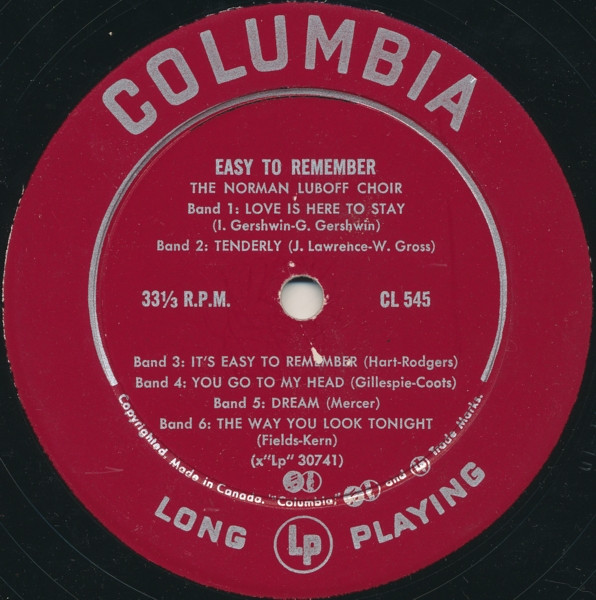 COLUMBIA
EASY TO REMEMBER
THE NORMAN LUBOFF CHOIR
Band 1: LOVE IS HERE TO STAY
(I. Gershwin-G. Gershwin)
Band 2: TENDERLY (J. Lawrence-W. Gross)
33⅓ R.P.M.
CL 545
Band 3: IT'S EASY TO REMEMBER (Hart-Rodgers)
Band 4: YOU GO TO MY HEAD (Gillespie-Coots)
Band 5: DREAM (Mercer)
Band 6: THE WAY YOU LOOK TONIGHT
(Fields-Kern)
(x"Lp" 30741)
Copyrighted. Made in Canada. "Columbia," and Lp Trade Marks.
LONG Lp PLAYING